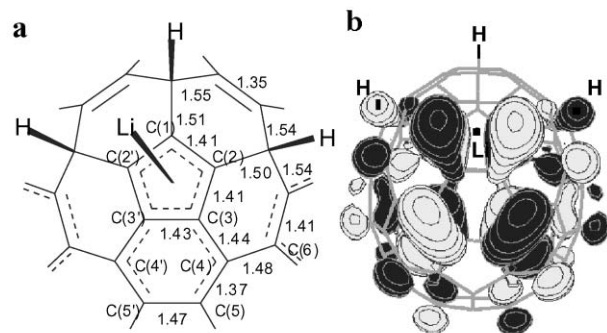 a
b
H
H
H
Li
C(1)
C(2')
C(2)
C(3')
C(3)
C(4')
C(4)
C(5')
C(5)
C(6)
1.55
1.35
1.51
1.41
1.54
1.50
1.54
1.41
1.41
1.43
1.44
1.48
1.37
1.47
H
H
H
L